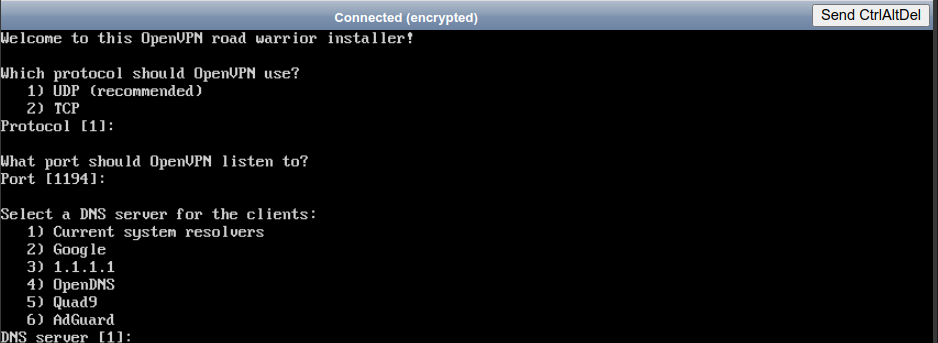 Connected (encrypted)
Send CtrlAltDel
Welcome to this OpenVPN road warrior installer!
Which protocol should OpenVPN use?
1) UDP (recommended)
2) TCP
Protocol [1]:
What port should OpenVPN listen to?
Port [1194]:
Select a DNS server for the clients:
1) Current system resolvers
2) Google
3) 1.1.1.1
4) OpenDNS
5) Quad9
6) AdGuard
DNS server [1]: